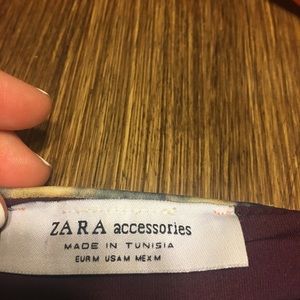 ZARA accessories
MADE IN TUNISIA
EUR M USA M MEX M